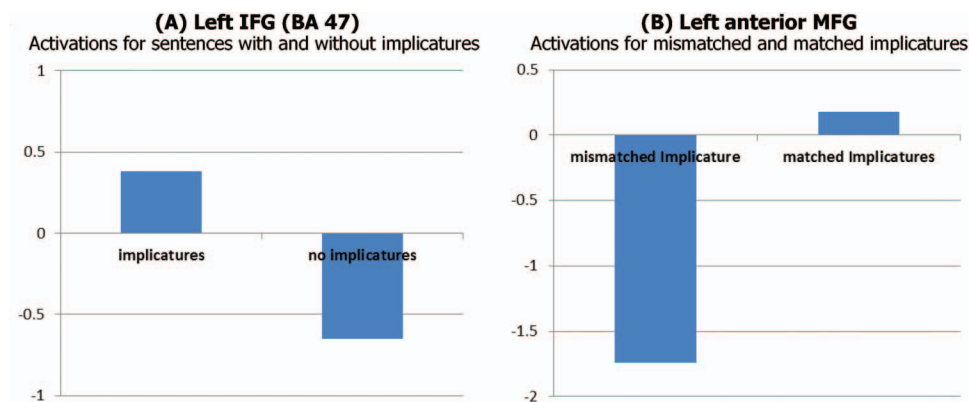 (A) Left IFG (BA 47)
Activations for sentences with and without implicatures
1
0.5
0
-0.5
-1
implicatures
no implicatures
(B) Left anterior MFG
Activations for mismatched and matched implicatures
0.5
0
-0.5
-1
-1.5
-2
mismatched Implicature
matched Implicatures